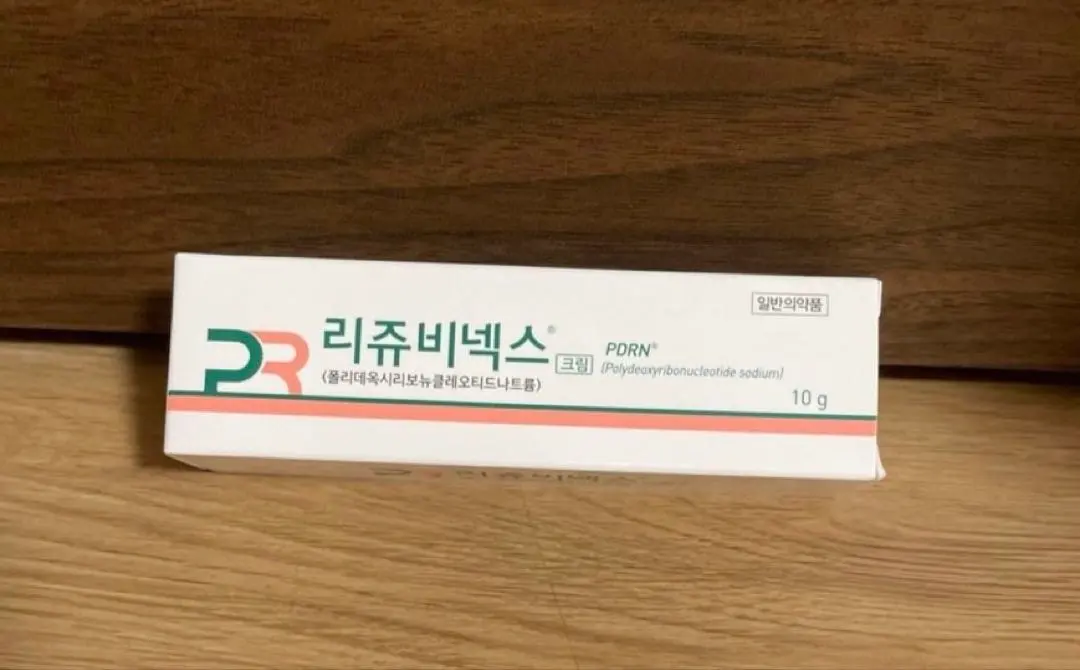 일반의약품
PR
리쥬비넥스®
크림
(폴리데옥시리보뉴클레오티드나트륨)
PDRN®
(Polydeoxyribonucleotide sodium)
10 g